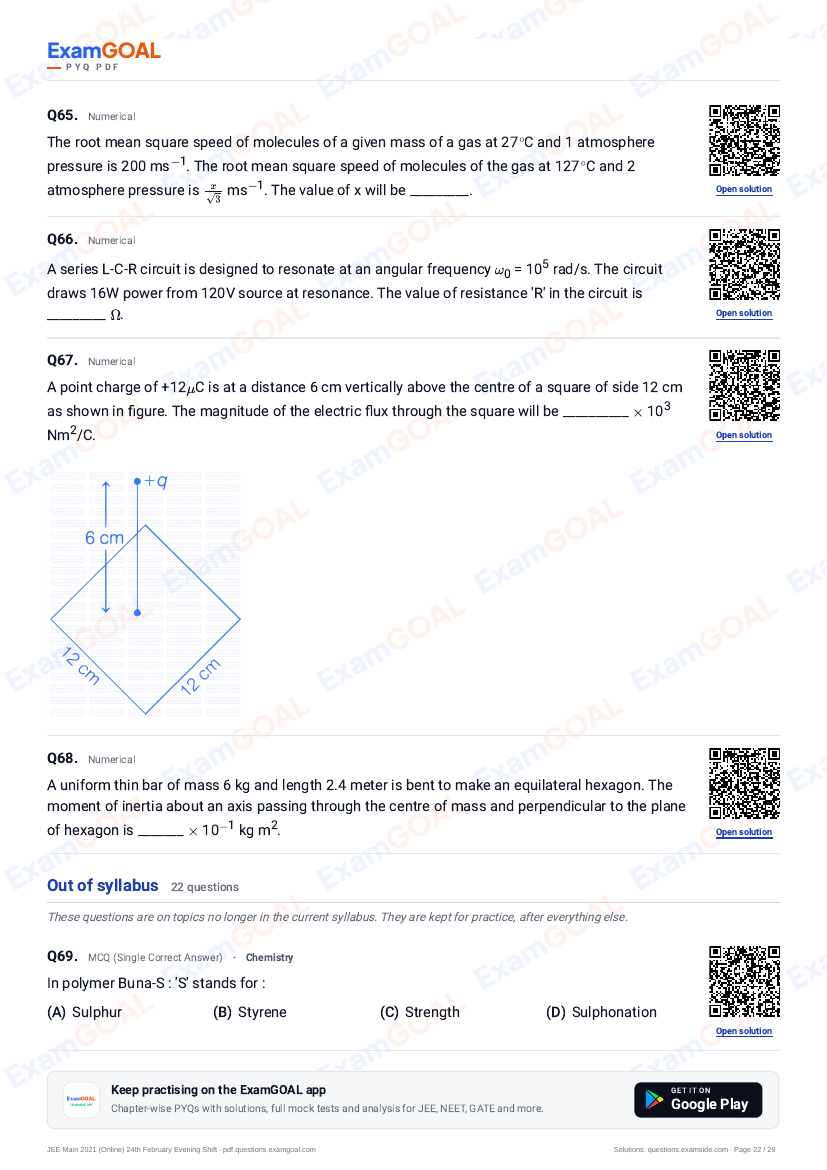 ExamGOAL
PYQ PDF
Q65. Numerical
The root mean square speed of molecules of a given mass of a gas at 27°C and 1 atmosphere
pressure is 200 ms⁻¹. The root mean square speed of molecules of the gas at 127°C and 2
atmosphere pressure is x/√3 ms⁻¹. The value of x will be _________.
Open solution
Q66. Numerical
A series L-C-R circuit is designed to resonate at an angular frequency ω₀ = 10⁵ rad/s. The circuit
draws 16W power from 120V source at resonance. The value of resistance 'R' in the circuit is
_________ Ω.
Open solution
Q67. Numerical
A point charge of +12μC is at a distance 6 cm vertically above the centre of a square of side 12 cm
as shown in figure. The magnitude of the electric flux through the square will be __________ × 10³
Nm²/C.
Open solution
+q
6 cm
12 cm
12 cm
Q68. Numerical
A uniform thin bar of mass 6 kg and length 2.4 meter is bent to make an equilateral hexagon. The
moment of inertia about an axis passing through the centre of mass and perpendicular to the plane
of hexagon is _______ × 10⁻¹ kg m².
Open solution
Out of syllabus 22 questions
These questions are on topics no longer in the current syllabus. They are kept for practice, after everything else.
Q69. MCQ (Single Correct Answer) · Chemistry
In polymer Buna-S : 'S' stands for :
(A) Sulphur (B) Styrene (C) Strength (D) Sulphonation
Open solution
ExamGOAL
Keep practising on the ExamGOAL app
Chapter-wise PYQs with solutions, full mock tests and analysis for JEE, NEET, GATE and more.
GET IT ON
Google Play
JEE Main 2021 (Online) 24th February Evening Shift · pdf.questions.examgoal.com
Solutions: questions.examside.com · Page 22 / 29